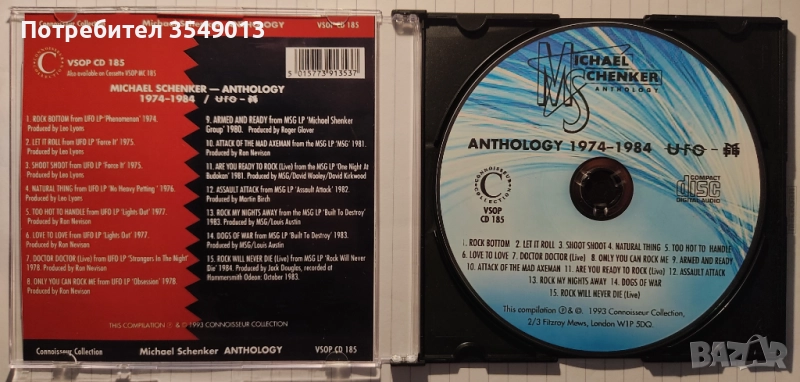 Потребител 3549013
Connoisseur Collection Michael Schenker ANTHOLOGY VSOP CD 185
C
VSOP CD 185
Also available on Cassette VSOP MC 185
5 015773 913537
MICHAEL SCHENKER — ANTHOLOGY
1974-1984 / UFO -
1. ROCK BOTTOM from UFO LP 'Phenomenon' 1974.
Produced by Leo Lyons
2. LET IT ROLL from UFO LP 'Force It' 1975.
Produced by Leo Lyons
3. SHOOT SHOOT from UFO LP 'Force It' 1975.
Produced by Leo Lyons
4. NATURAL THING from UFO LP 'No Heavy Petting' 1976.
Produced by Leo Lyons
5. TOO HOT TO HANDLE from UFO LP 'Lights Out' 1977.
Produced by Ron Nevison
6. LOVE TO LOVE from UFO LP 'Lights Out' 1977.
Produced by Ron Nevison
7. DOCTOR DOCTOR (Live) from UFO LP 'Strangers In The Night'
1978. Produced by Ron Nevison
8. ONLY YOU CAN ROCK ME from UFO LP 'Obsession' 1978.
Produced by Ron Nevison
9. ARMED AND READY from MSG LP 'Michael Shenker
Group' 1980. Produced by Roger Glover
10. ATTACK OF THE MAD AXEMAN from the MSG LP 'MSG' 1981.
Produced by Ron Nevison
11. ARE YOU READY TO ROCK (Live) from the MSG LP 'One Night At
Budokan' 1981. Produced by MSG/David Wooley/David Kirkwood
12. ASSAULT ATTACK from MSG LP 'Assault Attack' 1982.
Produced by Martin Birch
13. ROCK MY NIGHTS AWAY from the MSG LP 'Built To Destroy'
1983. Produced by MSG/Louis Austin
14. DOGS OF WAR from MSG LP 'Built To Destroy' 1983.
Produced by MSG/Louis Austin
15. ROCK WILL NEVER DIE (Live) from MSG LP 'Rock Will Never
Die' 1984. Produced by Jack Douglas, recorded at
Hammersmith Odeon: October 1983.
THIS COMPILATION ℗ & © 1993 CONNOISSEUR COLLECTION
Connoisseur Collection Michael Schenker ANTHOLOGY VSOP CD 185
MICHAEL
SCHENKER
ANTHOLOGY
ANTHOLOGY 1974-1984 UFO -
CONNOISSEUR COLLECTION
C
VSOP
CD 185
COMPACT
disc
DIGITAL AUDIO
1. ROCK BOTTOM 2. LET IT ROLL 3. SHOOT SHOOT 4. NATURAL THING 5. TOO HOT TO HANDLE
6. LOVE TO LOVE 7. DOCTOR DOCTOR (Live) 8. ONLY YOU CAN ROCK ME 9. ARMED AND READY
10. ATTACK OF THE MAD AXEMAN 11. ARE YOU READY TO ROCK (Live) 12. ASSAULT ATTACK
13. ROCK MY NIGHTS AWAY 14. DOGS OF WAR
15. ROCK WILL NEVER DIE (Live)
This compilation ℗ & © 1993 Connoisseur Collection,
2/3 Fitzroy Mews, London W1P 5DQ.
BAZAR